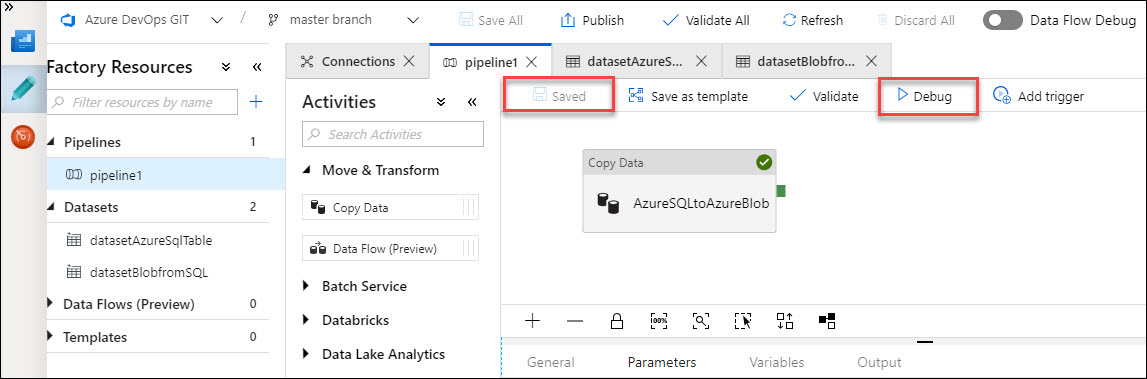 »
Azure DevOps GIT
/
master branch
Save All
Publish
Validate All
Refresh
Discard All
Data Flow Debug
Factory Resources
Filter resources by name
Pipelines 1
pipeline1
Datasets 2
datasetAzureSqlTable
datasetBlobfromSQL
Data Flows (Preview) 0
Templates 0
Connections
pipeline1
datasetAzureS...
datasetBlobfro...
Activities
Search Activities
Move & Transform
Copy Data
Data Flow (Preview)
Batch Service
Databricks
Data Lake Analytics
Saved
Save as template
Validate
Debug
Add trigger
Copy Data
AzureSQLtoAzureBlob
100%
General
Parameters
Variables
Output